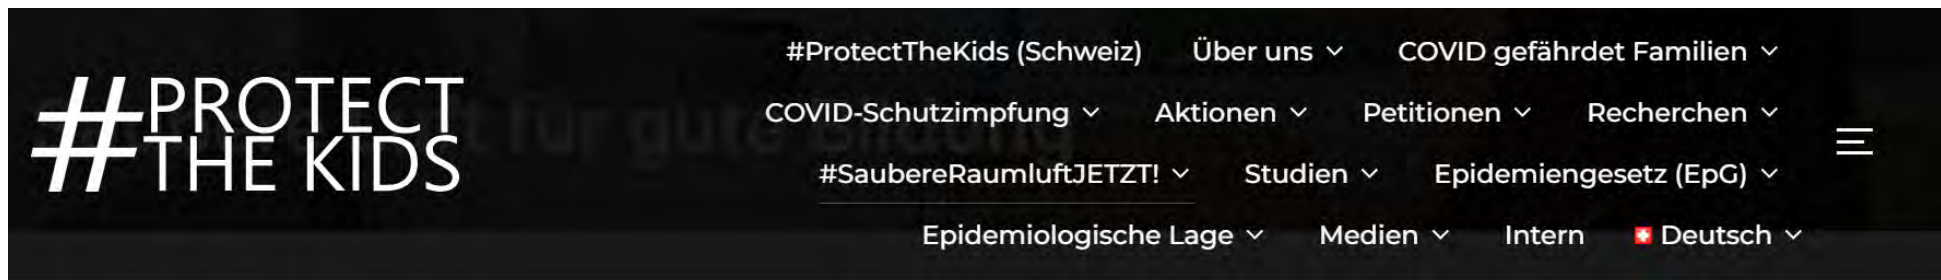 #PROTECT
THE KIDS
#ProtectTheKids (Schweiz) Über uns COVID gefährdet Familien
COVID-Schutzimpfung Aktionen Petitionen Recherchen
#SaubereRaumluftJETZT! Studien Epidemiengesetz (EpG)
Epidemiologische Lage Medien Intern Deutsch